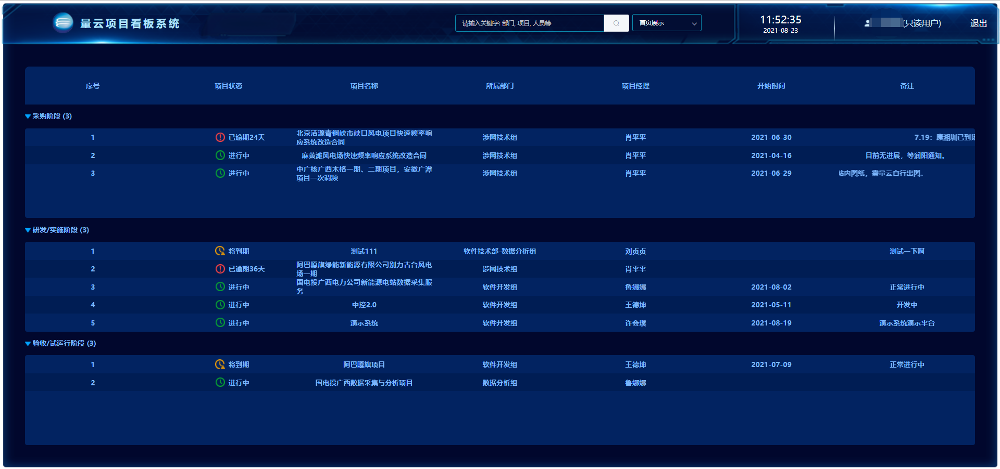 量云项目看板系统
请输入关键字: 部门, 项目, 人员等
首页展示
11:52:35
2021-08-23
(只读用户)
退出
序号 项目状态 项目名称 所属部门 项目经理 开始时间 备注
采购阶段 (3)
1 已逾期24天 北京洁源青铜峡市峡口风电项目快速频率响
应系统改造合同 涉网技术组 肖平平 2021-06-30 7.19：康湘圳已到
2 进行中 麻黄滩风电场快速频率响应系统改造合同 涉网技术组 肖平平 2021-04-16 目前无进展，等润阳通知。
3 进行中 中广核广西木格一期、二期项目，安徽广潭
项目一次调频 涉网技术组 肖平平 2021-06-29 站内图纸，需量云自行出图。
研发/实施阶段 (3)
1 将到期 测试111 软件技术部-数据分析组 刘贞贞 测试一下啊
2 已逾期36天 阿巴嘎旗绿能新能源有限公司别力古台风电
场一期 涉网技术组 肖平平
3 进行中 国电投广西电力公司新能源电站数据采集服
务 软件开发组 鲁娜娜 2021-08-02 正常进行中
4 进行中 中控2.0 软件开发组 王德坤 2021-05-11 开发中
5 进行中 演示系统 软件开发组 许会璞 2021-08-19 演示系统演示平台
验收/试运行阶段 (3)
1 将到期 阿巴嘎旗项目 软件开发组 王德坤 2021-07-09 正常进行中
2 进行中 国电投广西数据采集与分析项目 数据分析组 鲁娜娜